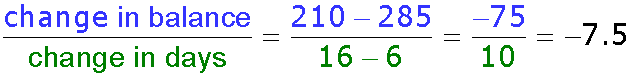 change in balance / change in days = 210 − 285 / 16 − 6 = −75 / 10 = −7.5